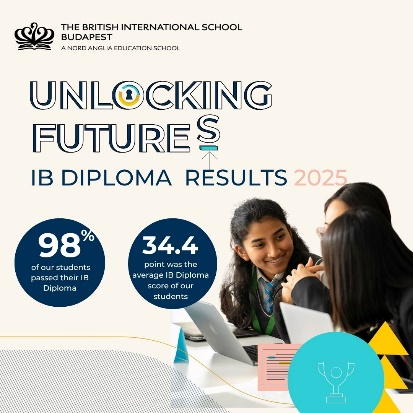 THE BRITISH INTERNATIONAL SCHOOL
BUDAPEST
A NORD ANGLIA EDUCATION SCHOOL
UNLOCKING
FUTURES
IB DIPLOMA RESULTS 2025
98%
of our students
passed their IB
Diploma
34.4
point was the
average IB Diploma
score of our
students